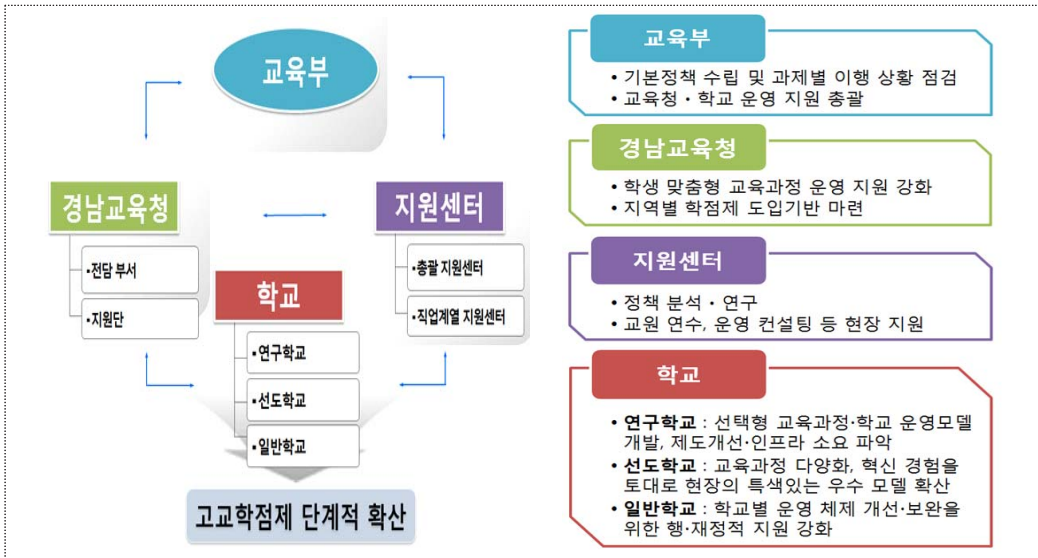 교육부
경남교육청
▪전담 부서
▪지원단
지원센터
▪총괄 지원센터
▪직업계열 지원센터
학교
▪연구학교
▪선도학교
▪일반학교
고교학점제 단계적 확산
교육부
• 기본정책 수립 및 과제별 이행 상황 점검
• 교육청・학교 운영 지원 총괄
경남교육청
• 학생 맞춤형 교육과정 운영 지원 강화
• 지역별 학점제 도입기반 마련
지원센터
• 정책 분석・연구
• 교원 연수, 운영 컨설팅 등 현장 지원
학교
• 연구학교 : 선택형 교육과정·학교 운영모델
개발, 제도개선·인프라 소요 파악
• 선도학교 : 교육과정 다양화, 혁신 경험을
토대로 현장의 특색있는 우수 모델 확산
• 일반학교 : 학교별 운영 체제 개선·보완을
위한 행·재정적 지원 강화